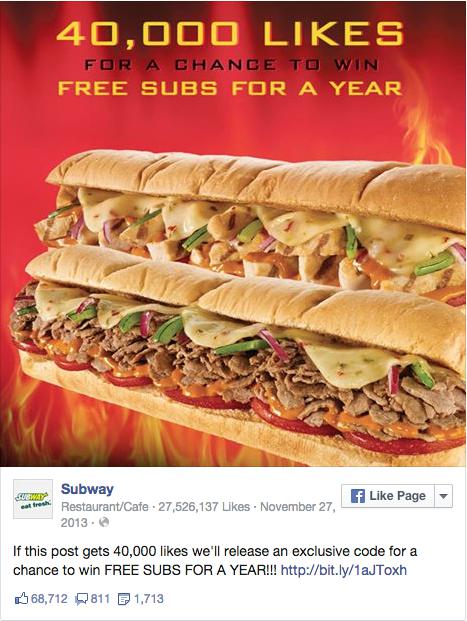 40,000 LIKES
FOR A CHANCE TO WIN
FREE SUBS FOR A YEAR
SUBWAY
eat fresh.
Subway
Restaurant/Cafe · 27,526,137 Likes · November 27,
2013 ·
Like Page
If this post gets 40,000 likes we'll release an exclusive code for a
chance to win FREE SUBS FOR A YEAR!!! http://bit.ly/1aJToxh
68,712 811 1,713